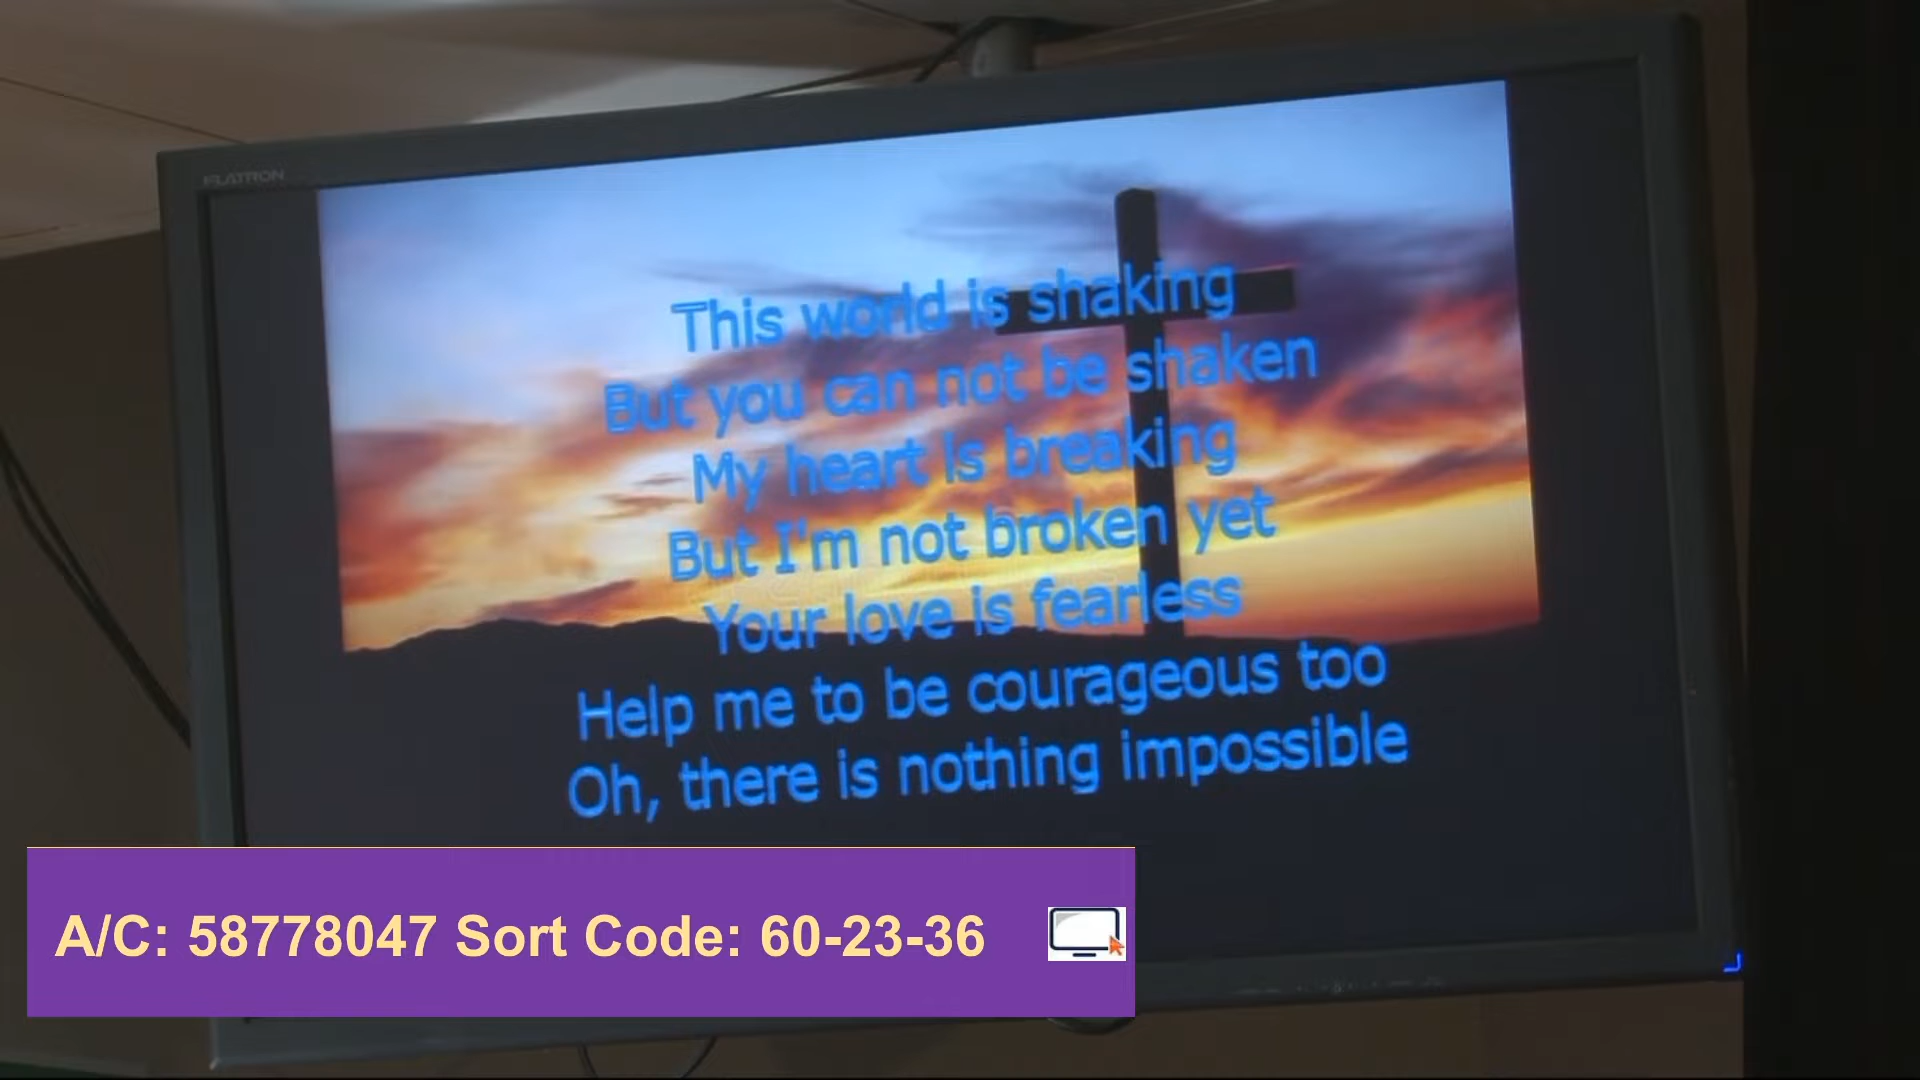 FLATRON
This world is shaking
But you can not be shaken
My heart is breaking
But I'm not broken yet
Your love is fearless
Help me to be courageous too
Oh, there is nothing impossible
A/C: 58778047 Sort Code: 60-23-36